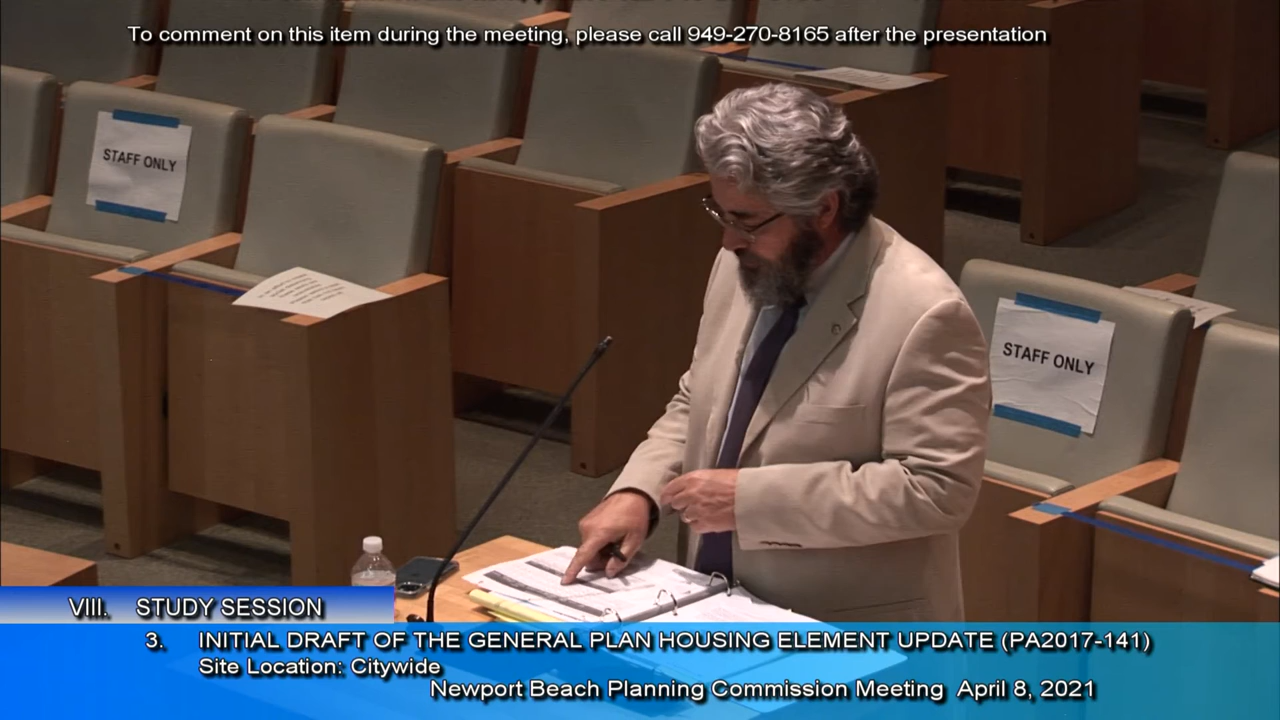 To comment on this item during the meeting, please call 949-270-8165 after the presentation
STAFF ONLY
STAFF ONLY
VIII. STUDY SESSION
3. INITIAL DRAFT OF THE GENERAL PLAN HOUSING ELEMENT UPDATE (PA2017-141)
Site Location: Citywide
Newport Beach Planning Commission Meeting April 8, 2021